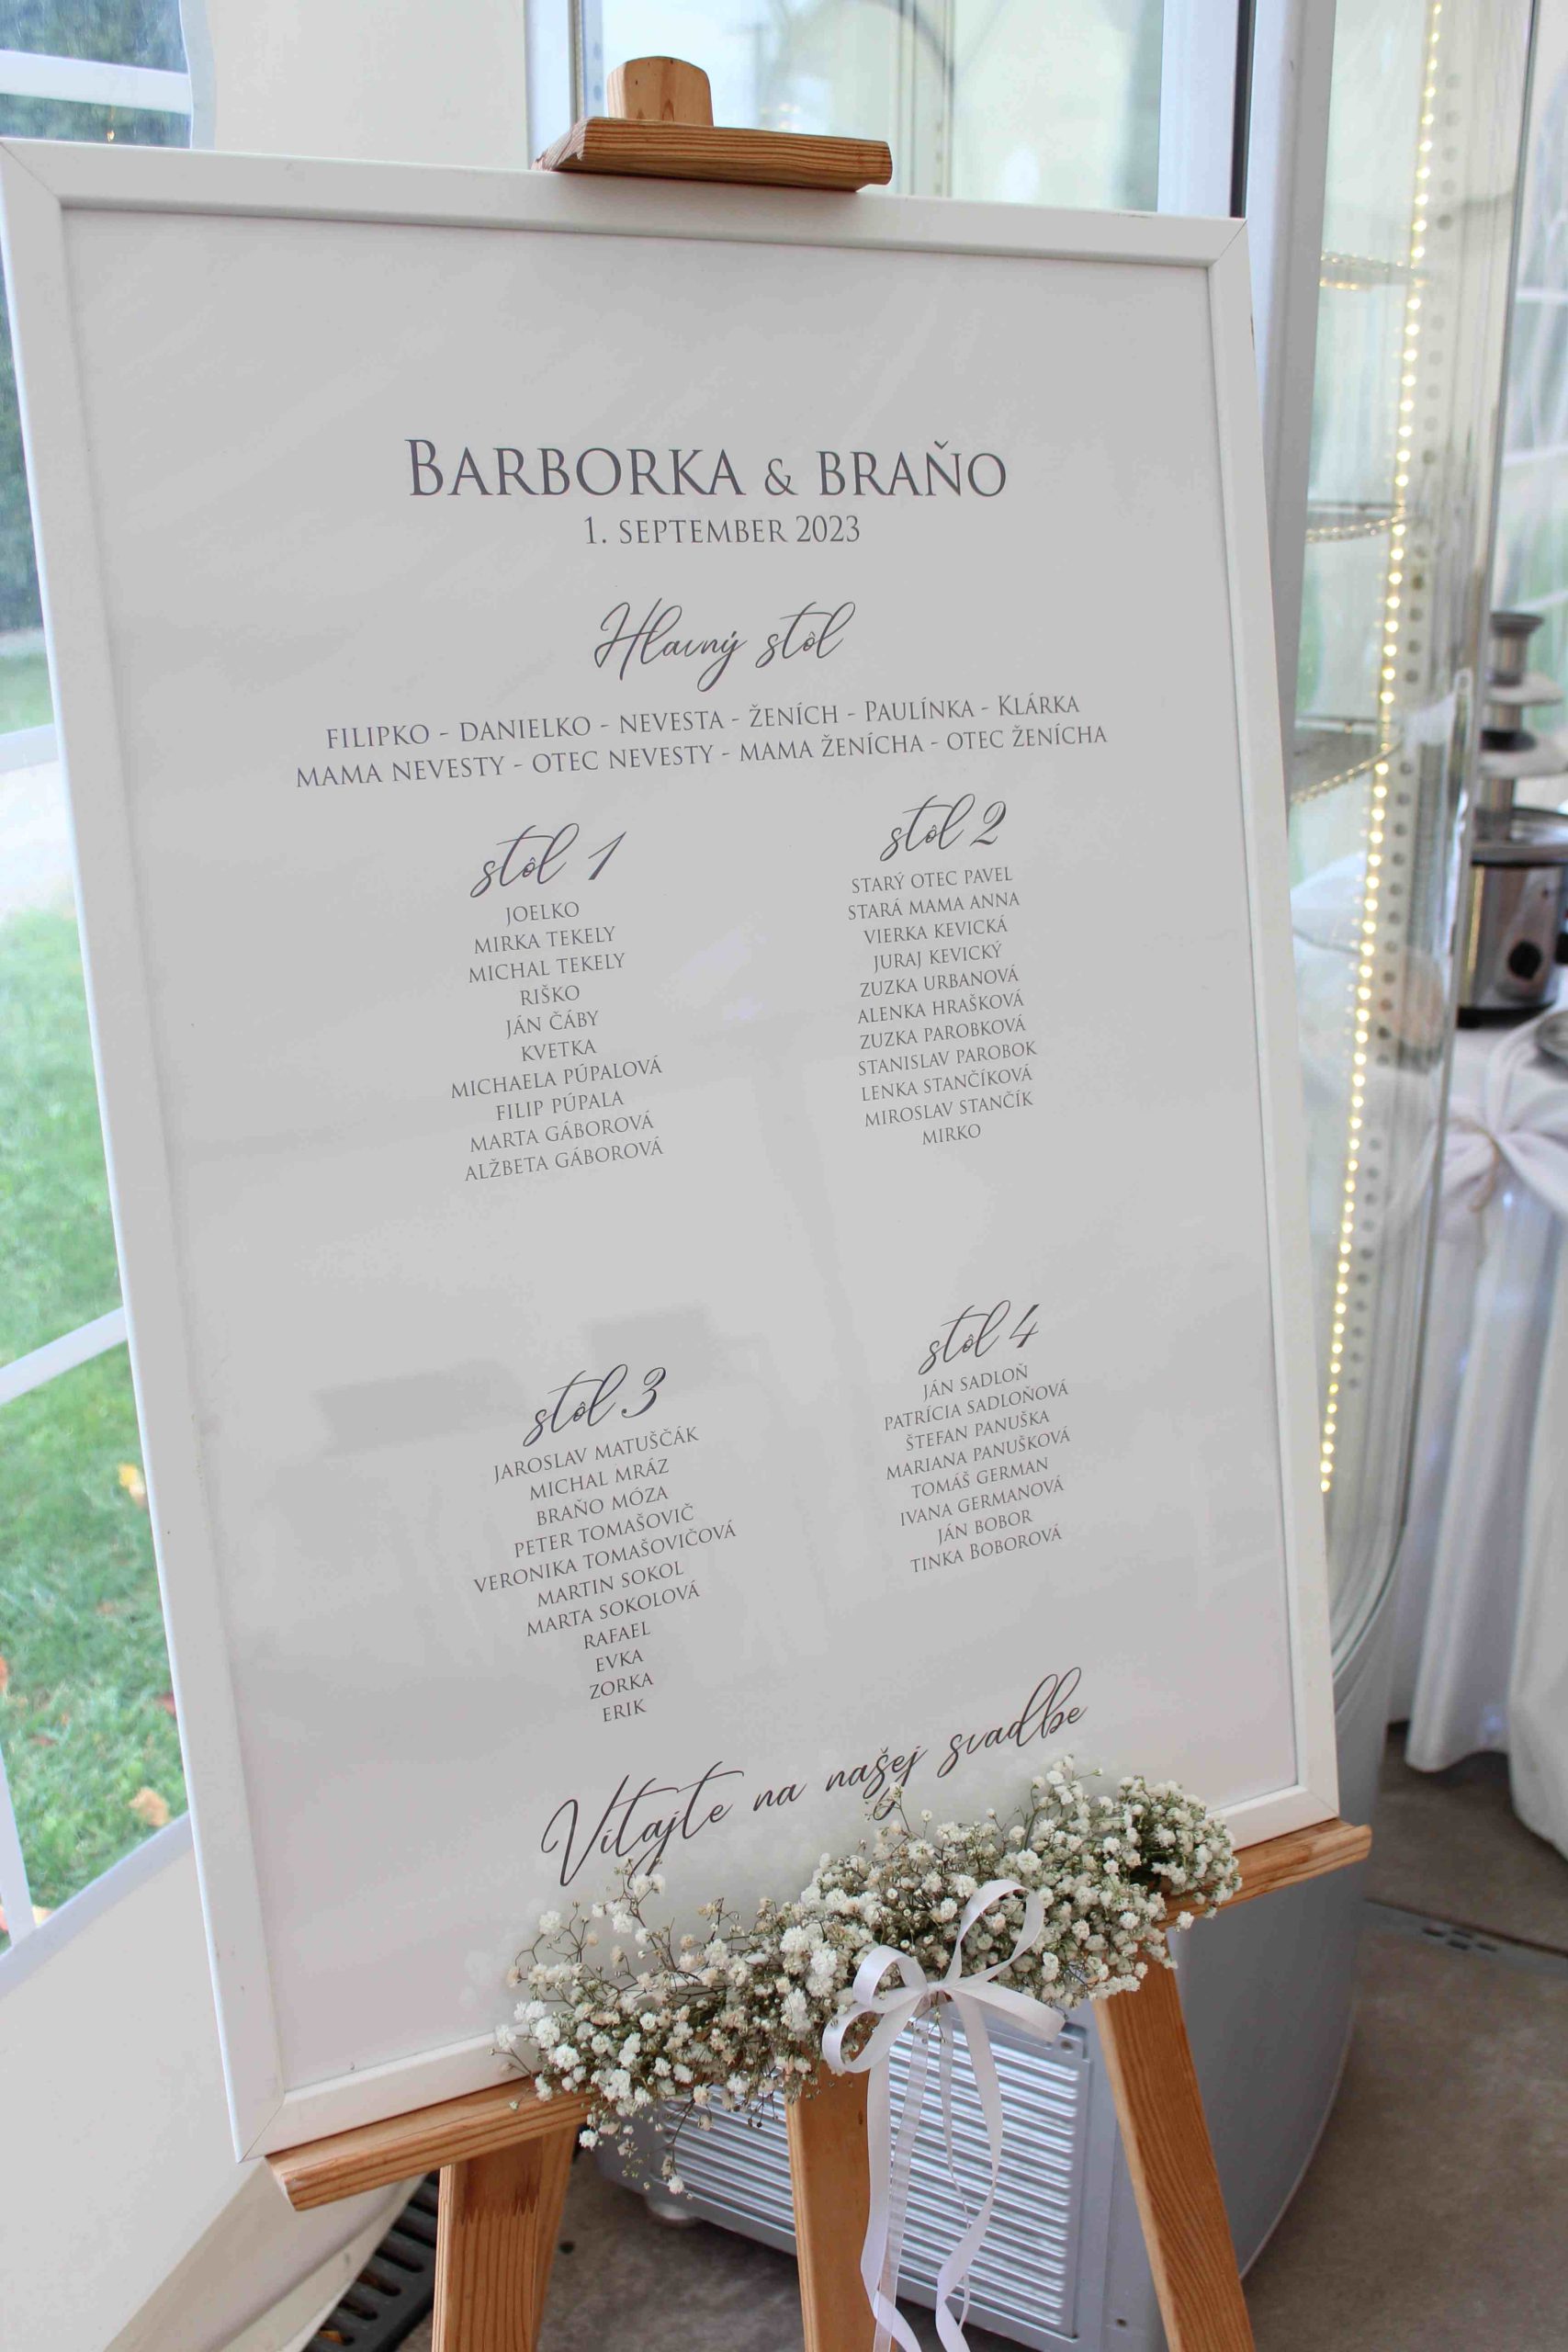 BARBORKA & BRAŇO
1. SEPTEMBER 2023
Hlavný stôl
FILIPKO - DANIELKO - NEVESTA - ŽENÍCH - PAULÍNKA - KLÁRKA
MAMA NEVESTY - OTEC NEVESTY - MAMA ŽENÍCHA - OTEC ŽENÍCHA
stôl 1
JOELKO
MIRKA TEKELY
MICHAL TEKELY
RIŠKO
JÁN ČÁBY
KVETKA
MICHAELA PÚPALOVÁ
FILIP PÚPALA
MARTA GÁBOROVÁ
ALŽBETA GÁBOROVÁ
stôl 2
STARÝ OTEC PAVEL
STARÁ MAMA ANNA
VIERKA KEVICKÁ
JURAJ KEVICKÝ
ZUZKA URBANOVÁ
ALENKA HRAŠKOVÁ
ZUZKA PAROBKOVÁ
STANISLAV PAROBOK
LENKA STANČÍKOVÁ
MIROSLAV STANČÍK
MIRKO
stôl 3
JAROSLAV MATUŠČÁK
MICHAL MRÁZ
BRAŇO MÓZA
PETER TOMAŠOVIČ
VERONIKA TOMAŠOVIČOVÁ
MARTIN SOKOL
MARTA SOKOLOVÁ
RAFAEL
EVKA
ZORKA
ERIK
stôl 4
JÁN SADLOŇ
PATRÍCIA SADLOŇOVÁ
ŠTEFAN PANUŠKA
MARIANA PANUŠKOVÁ
TOMÁŠ GERMAN
IVANA GERMANOVÁ
JÁN BOBOR
TINKA BOBOROVÁ
Vitajte na našej svadbe